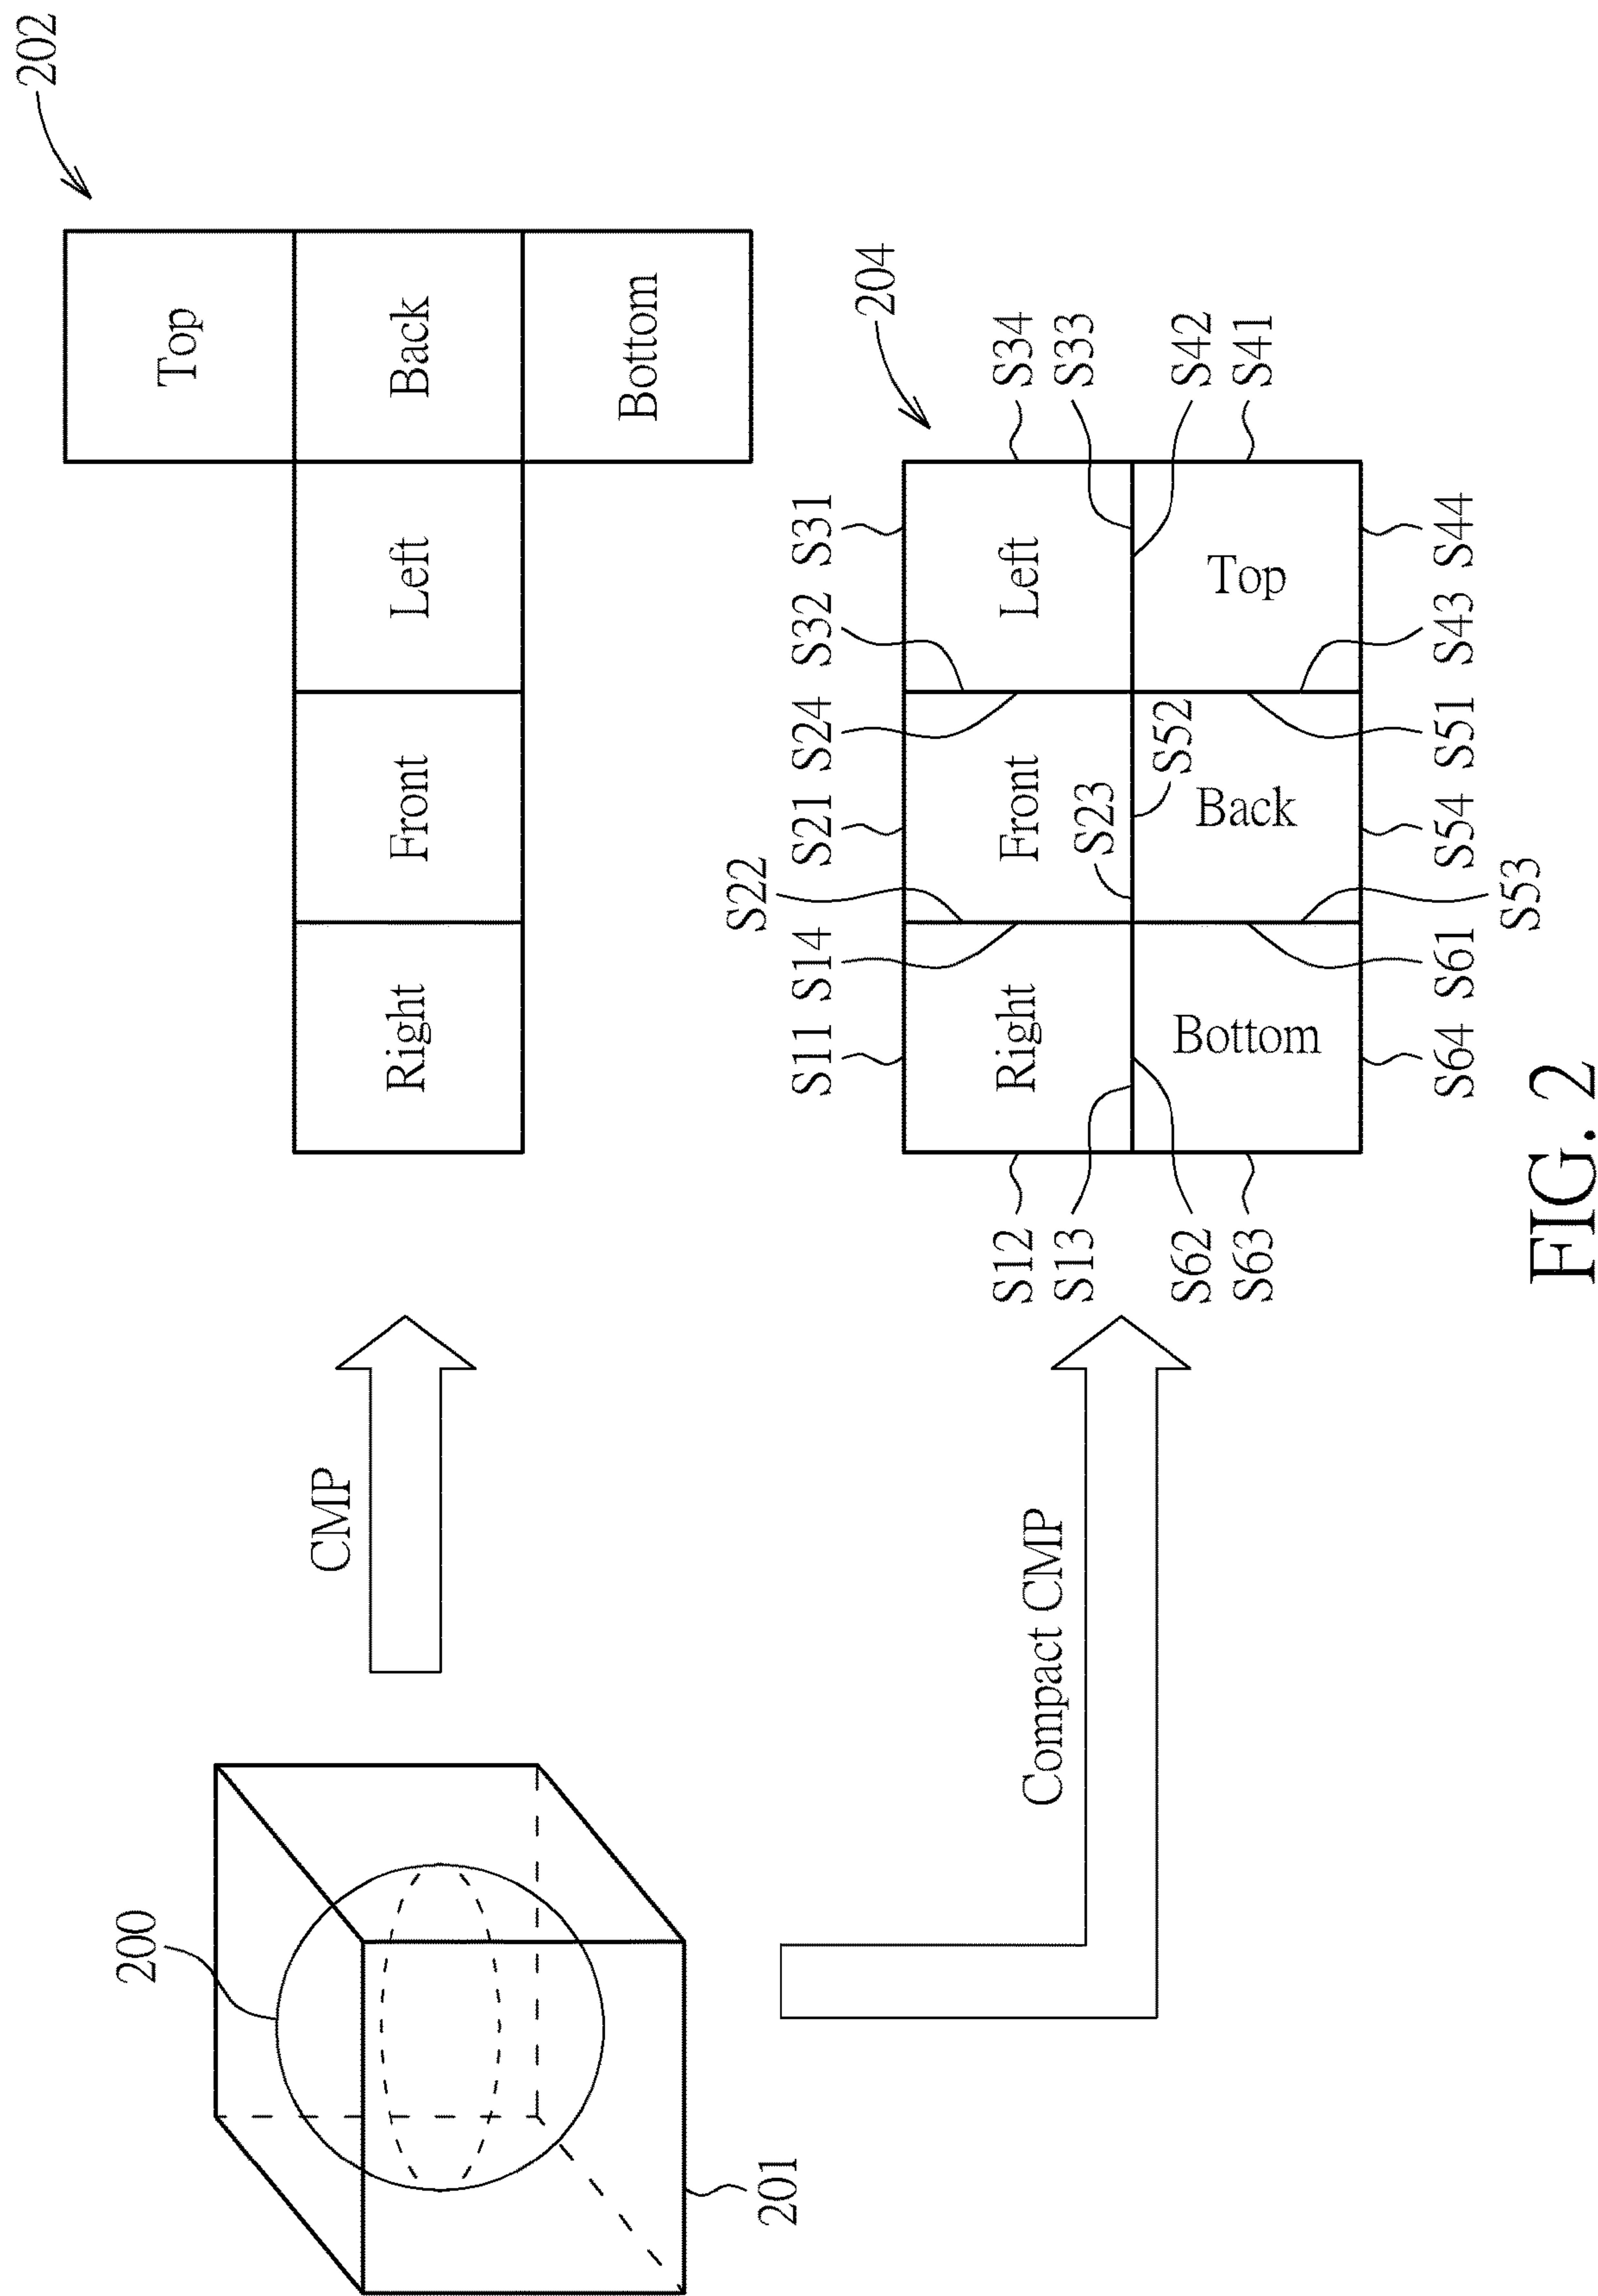 200
201
CMP
Compact CMP
202
Top
Right
Front
Left
Back
Bottom
204
S22
S11
S14
S21
S24
S32
S31
S12
S13
S62
S63
Right
Front
Left
S34
S33
S42
S41
S23
S52
Bottom
Back
Top
S64
S61
S54
S51
S43
S44
S53
FIG. 2